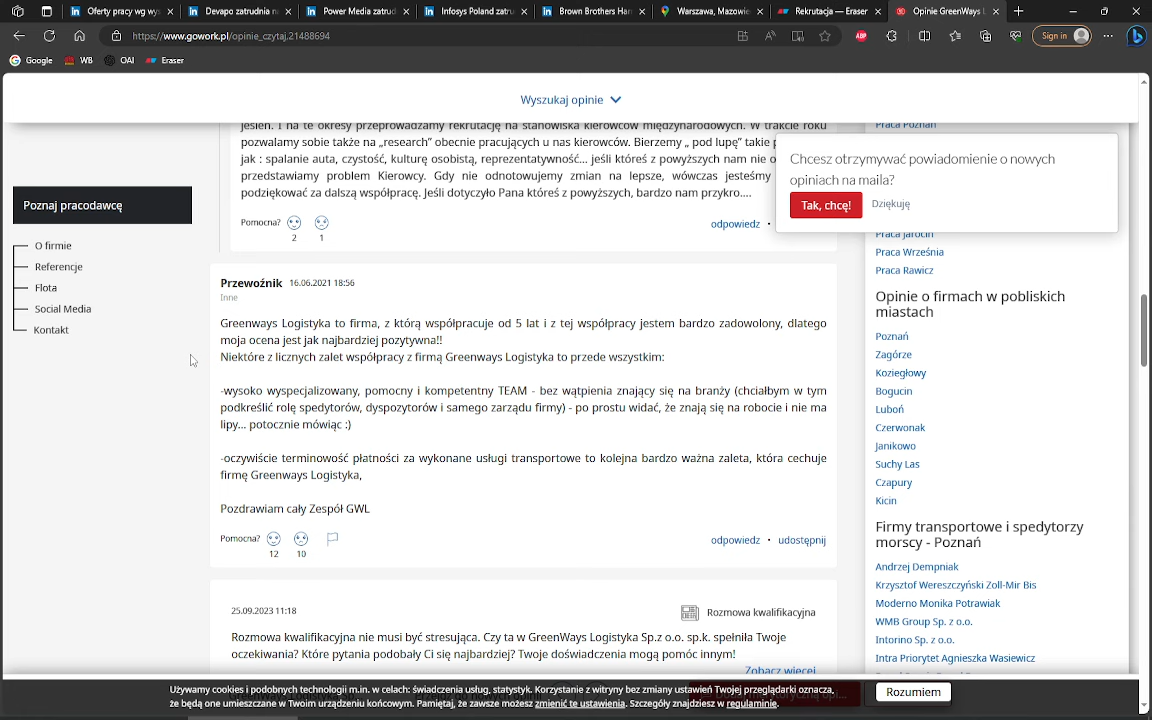 Oferty pracy wg wys
Devapo zatrudnia n
Power Media zatrud
Infosys Poland zatru
Brown Brothers Har
Warszawa, Mazowie
Rekrutacja — Eraser
Opinie GreenWays L
https://www.gowork.pl/opinie_czytaj,21488694
ABP
Sign in
Google
WB
OAI
Eraser
Wyszukaj opinie
jesień. I na te okresy przeprowadzamy rekrutację na stanowiska kierowców międzynarodowych. W trakcie roku
pozwalamy sobie także na „research” obecnie pracujących u nas kierowców. Bierzemy „ pod lupę” takie p
jak : spalanie auta, czystość, kulturę osobistą, reprezentatywność... jeśli któreś z powyższych nam nie o
przedstawiamy problem Kierowcy. Gdy nie odnotowujemy zmian na lepsze, wówczas jesteśmy
podziękować za dalszą współpracę. Jeśli dotyczyło Pana któreś z powyższych, bardzo nam przykro....
Pomocna?
2
1
odpowiedz •
Praca Poznań
Chcesz otrzymywać powiadomienie o nowych
opiniach na maila?
Tak, chcę!
Dziękuję
Poznaj pracodawcę
O firmie
Referencje
Flota
Social Media
Kontakt
Przewoźnik 16.06.2021 18:56
Inne
Greenways Logistyka to firma, z którą współpracuje od 5 lat i z tej współpracy jestem bardzo zadowolony, dlatego
moja ocena jest jak najbardziej pozytywna!!
Niektóre z licznych zalet współpracy z firmą Greenways Logistyka to przede wszystkim:
-wysoko wyspecjalizowany, pomocny i kompetentny TEAM - bez wątpienia znający się na branży (chciałbym w tym
podkreślić rolę spedytorów, dyspozytorów i samego zarządu firmy) - po prostu widać, że znają się na robocie i nie ma
lipy... potocznie mówiąc :)
-oczywiście terminowość płatności za wykonane usługi transportowe to kolejna bardzo ważna zaleta, która cechuje
firmę Greenways Logistyka,
Pozdrawiam cały Zespół GWL
Pomocna?
12
10
odpowiedz • udostępnij
25.09.2023 11:18
Rozmowa kwalifikacyjna
Rozmowa kwalifikacyjna nie musi być stresująca. Czy ta w GreenWays Logistyka Sp.z o.o. sp.k. spełniła Twoje
oczekiwania? Które pytania podobały Ci się najbardziej? Twoje doświadczenia mogą pomóc innym!
Zobacz więcej
Praca Jarocin
Praca Września
Praca Rawicz
Opinie o firmach w pobliskich
miastach
Poznań
Zagórze
Koziegłowy
Bogucin
Luboń
Czerwonak
Janikowo
Suchy Las
Czapury
Kicin
Firmy transportowe i spedytorzy
morscy - Poznań
Andrzej Dempniak
Krzysztof Wereszczyński Zoll-Mir Bis
Moderno Monika Potrawiak
WMB Group Sp. z o.o.
Intorino Sp. z o.o.
Intra Priorytet Agnieszka Wasiewicz
Używamy cookies i podobnych technologii m.in. w celach: świadczenia usług, statystyk. Korzystanie z witryny bez zmiany ustawień Twojej przeglądarki oznacza,
że będą one umieszczane w Twoim urządzeniu końcowym. Pamiętaj, że zawsze możesz zmienić te ustawienia. Szczegóły znajdziesz w regulaminie.
Rozumiem